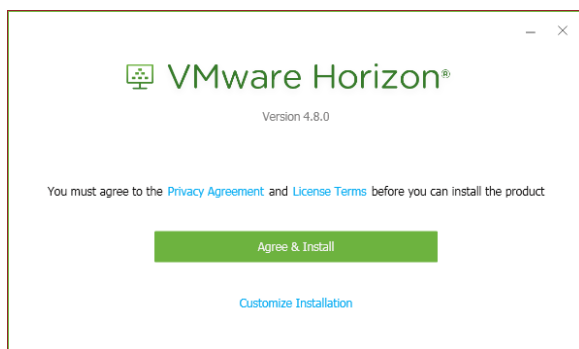 VMware Horizon®
Version 4.8.0
You must agree to the Privacy Agreement and License Terms before you can install the product
Agree & Install
Customize Installation